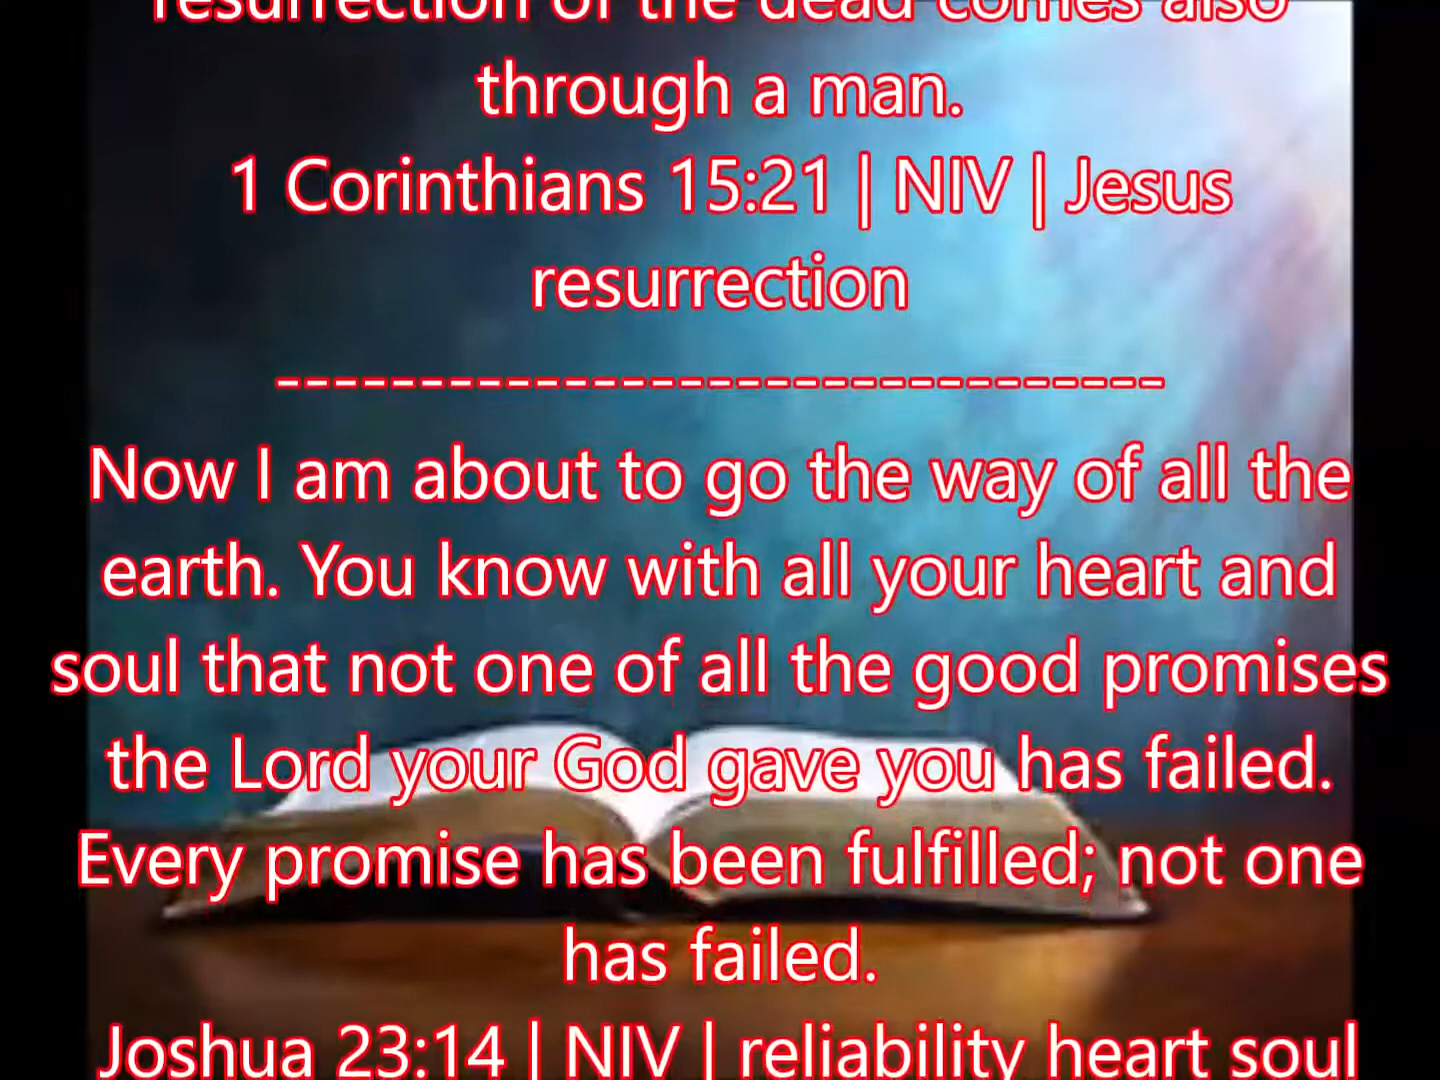 resurrection of the dead comes also
through a man.
1 Corinthians 15:21 | NIV | Jesus
resurrection
-------------------------------
Now I am about to go the way of all the
earth. You know with all your heart and
soul that not one of all the good promises
the Lord your God gave you has failed.
Every promise has been fulfilled; not one
has failed.
Joshua 23:14 | NIV | reliability heart soul